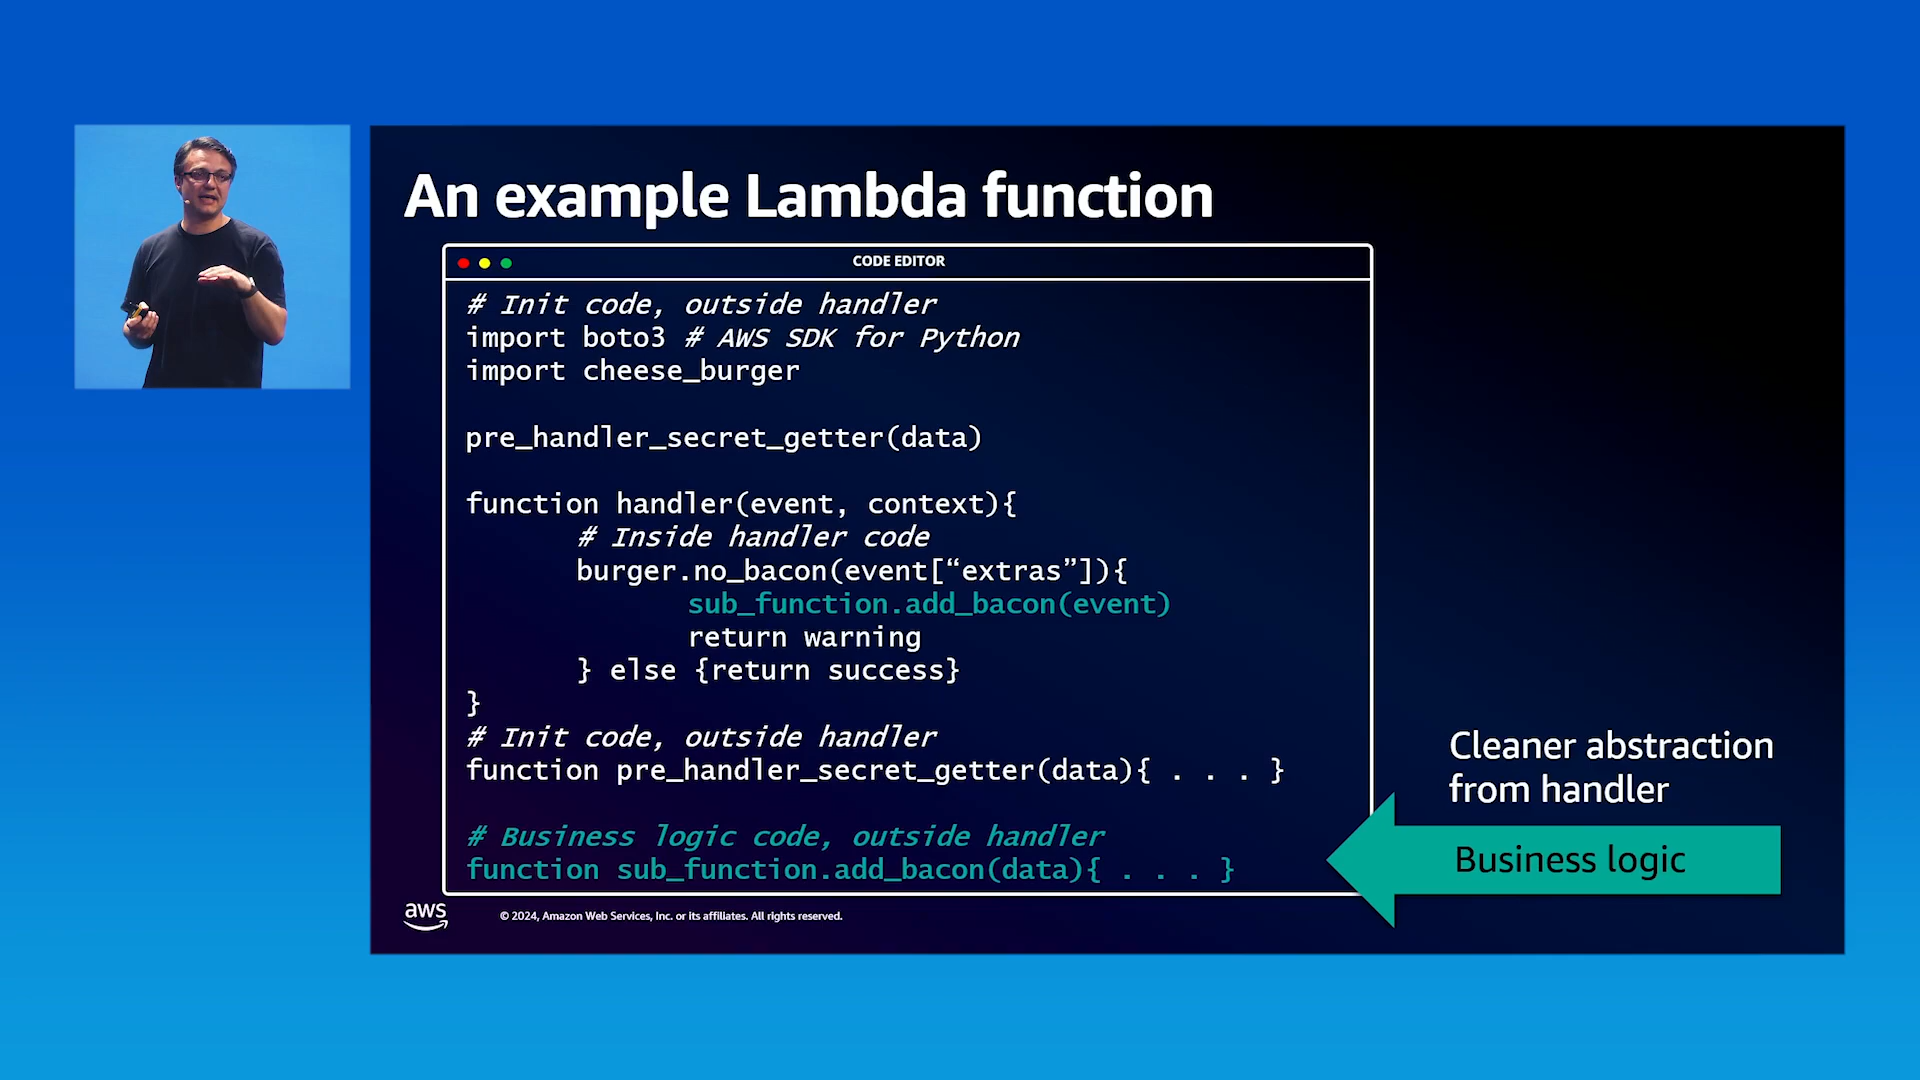 An example Lambda function
CODE EDITOR
# Init code, outside handler
import boto3 # AWS SDK for Python
import cheese_burger
pre_handler_secret_getter(data)
function handler(event, context){
# Inside handler code
burger.no_bacon(event[“extras”]){
sub_function.add_bacon(event)
return warning
} else {return success}
}
# Init code, outside handler
function pre_handler_secret_getter(data){ . . . }
# Business logic code, outside handler
function sub_function.add_bacon(data){ . . . }
Cleaner abstraction
from handler
Business logic
aws
© 2024, Amazon Web Services, Inc. or its affiliates. All rights reserved.